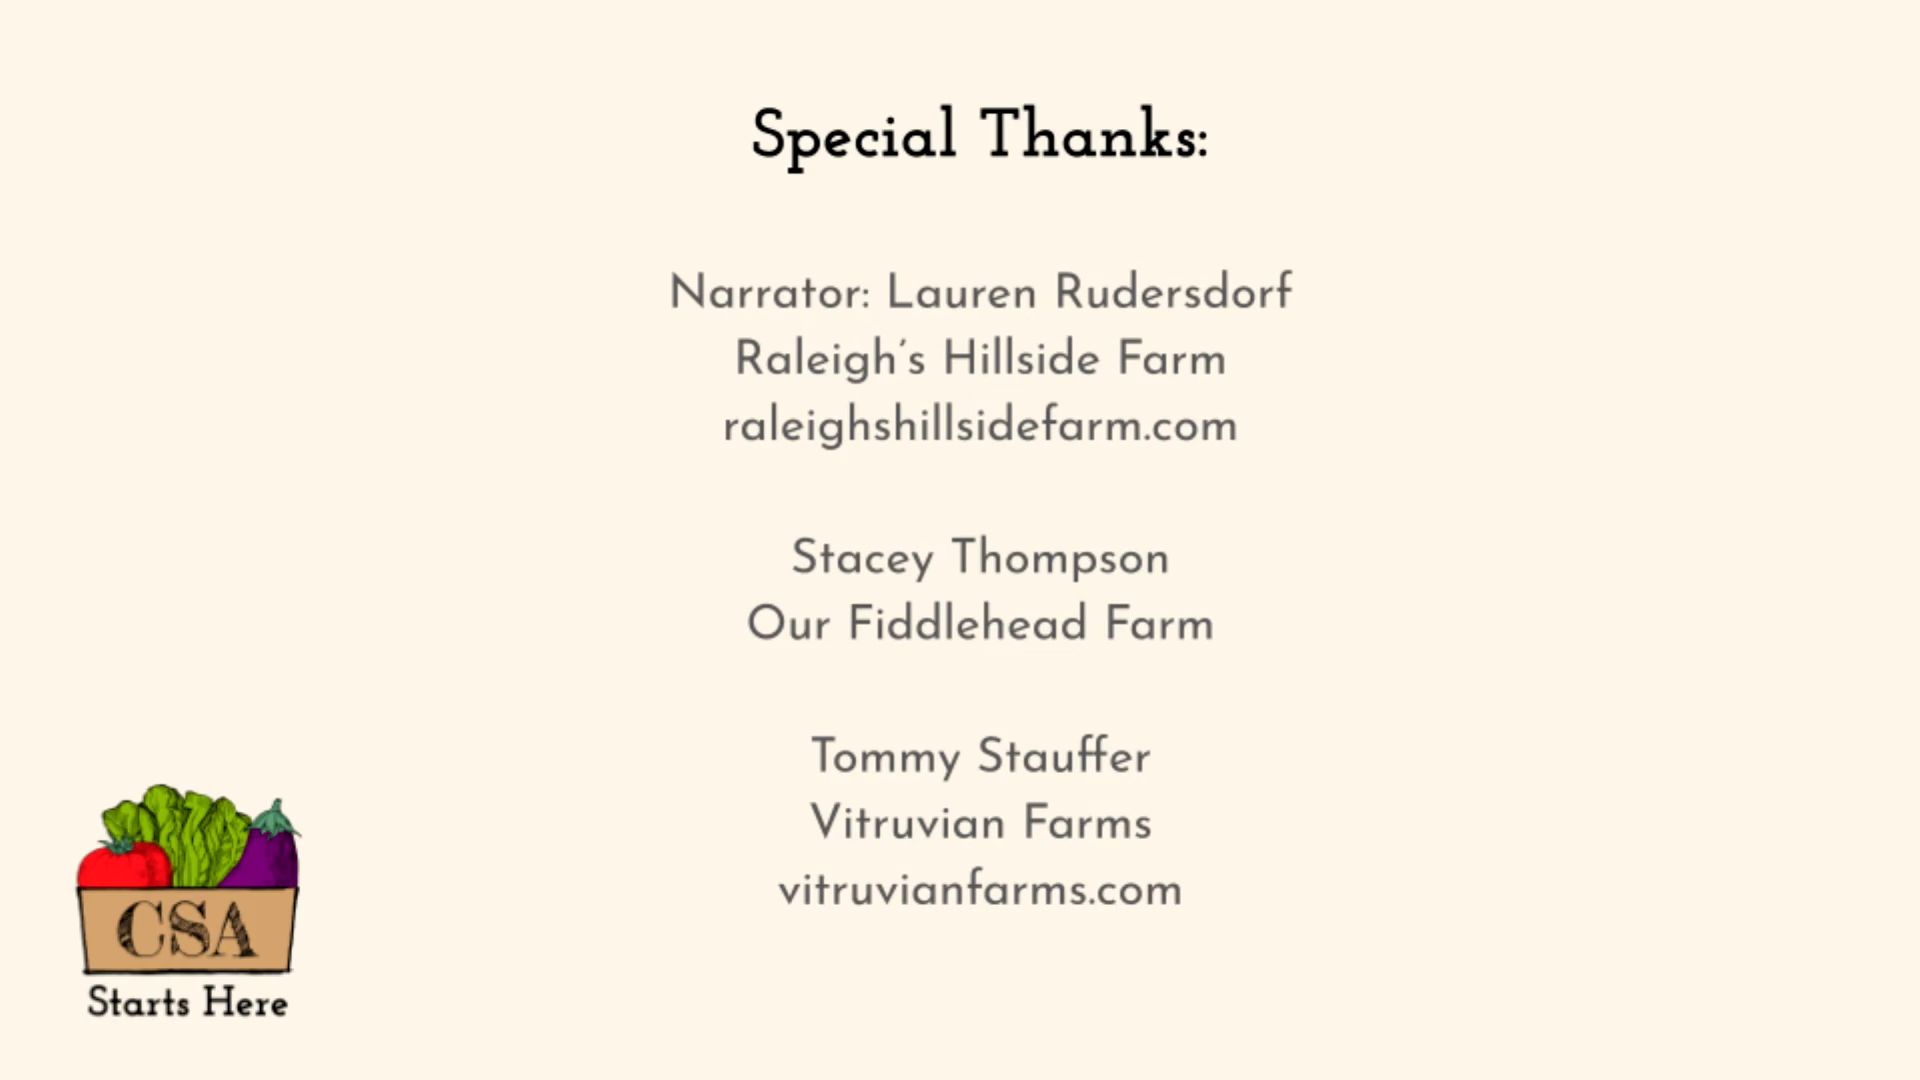 Special Thanks:
Narrator: Lauren Rudersdorf
Raleigh’s Hillside Farm
raleighshillsidefarm.com
Stacey Thompson
Our Fiddlehead Farm
Tommy Stauffer
Vitruvian Farms
vitruvianfarms.com
CSA
Starts Here